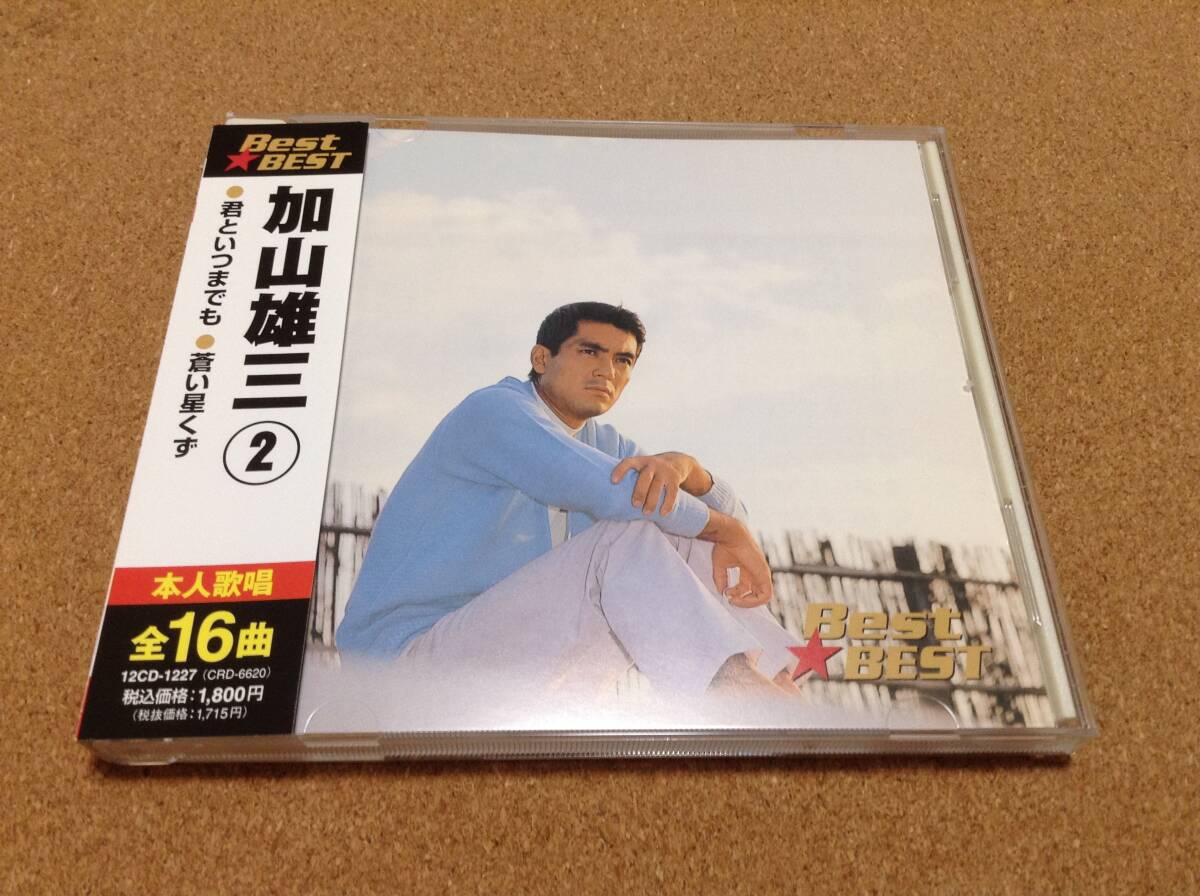 Best
BEST
加山雄三②
●君といつまでも●蒼い星くず
本人歌唱
全16曲
12CD-1227(CRD-6620)
税込価格:1,800円
(税抜価格:1,715円)
Best
BEST